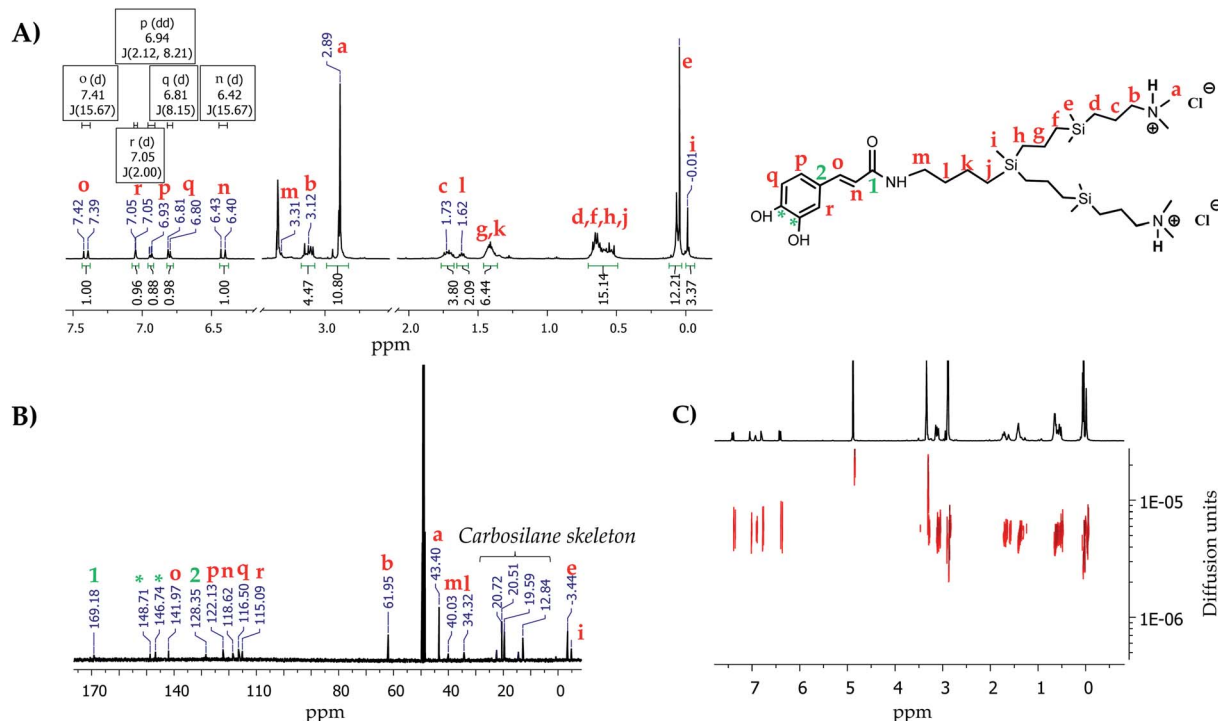 A)
p (dd)
6.94
J(2.12, 8.21)
o (d)
7.41
J(15.67)
q (d)
6.81
J(8.15)
n (d)
6.42
J(15.67)
r (d)
7.05
J(2.00)
o
r
p
q
n
m
b
a
c
l
g,k
d,f,h,j
e
i
7.42
7.39
7.05
7.05
6.93
6.81
6.80
6.43
6.40
3.31
3.12
2.89
1.73
1.62
-0.01
1.00
0.96
0.88
0.98
1.00
4.47
10.80
3.80
2.09
6.44
15.14
12.21
3.37
7.5 7.0 6.5 3.0 2.0 1.5 1.0 0.5 0.0
ppm
H
N
⊕
a
b
c
d
e
f
g
h
i
j
k
l
m
n
o
p
q
r
Si
Si
Si
Cl ⊖
O
NH
1
2
*
*
OH
OH
N
H
⊕
Cl ⊖
B)
1
*
*
o
2
p
n
q
r
b
a
m
l
Carbosilane skeleton
e
i
169.18
148.71
146.74
141.97
128.35
122.13
118.62
116.50
115.09
61.95
43.40
40.03
34.32
20.72
20.51
19.59
12.84
-3.44
170 150 130 110 90 70 60 50 40 30 20 10 0
ppm
C)
1E-05
1E-06
Diffusion units
7 6 5 4 3 2 1 0
ppm